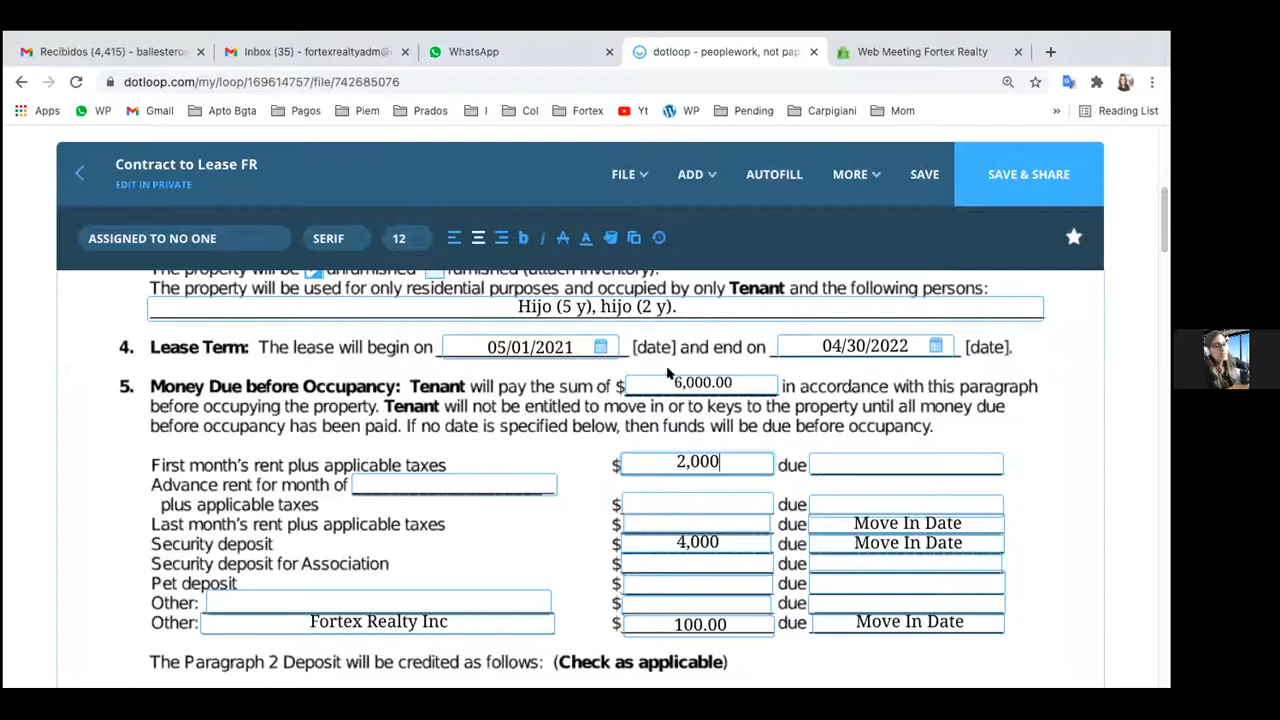 Recibidos (4,415) - ballestero
Inbox (35) - fortexrealtyadm@
WhatsApp
dotloop - peoplework, not pap
Web Meeting Fortex Realty
dotloop.com/my/loop/169614757/file/742685076
Apps WP Gmail Apto Bgta Pagos Piem Prados I Col Fortex Yt WP Pending Carpigiani Mom » Reading List
Contract to Lease FR
EDIT IN PRIVATE
FILE ADD AUTOFILL MORE SAVE SAVE & SHARE
ASSIGNED TO NO ONE SERIF 12
The property will be unfurnished furnished (attach inventory).
The property will be used for only residential purposes and occupied by only Tenant and the following persons:
Hijo (5 y), hijo (2 y).
4. Lease Term: The lease will begin on 05/01/2021 [date] and end on 04/30/2022 [date].
5. Money Due before Occupancy: Tenant will pay the sum of $ 6,000.00 in accordance with this paragraph
before occupying the property. Tenant will not be entitled to move in or to keys to the property until all money due
before occupancy has been paid. If no date is specified below, then funds will be due before occupancy.
First month's rent plus applicable taxes $ 2,000 due
Advance rent for month of
plus applicable taxes $ due
Last month's rent plus applicable taxes $ due Move In Date
Security deposit $ 4,000 due Move In Date
Security deposit for Association $ due
Pet deposit $ due
Other: $ due
Other: Fortex Realty Inc $ 100.00 due Move In Date
The Paragraph 2 Deposit will be credited as follows: (Check as applicable)